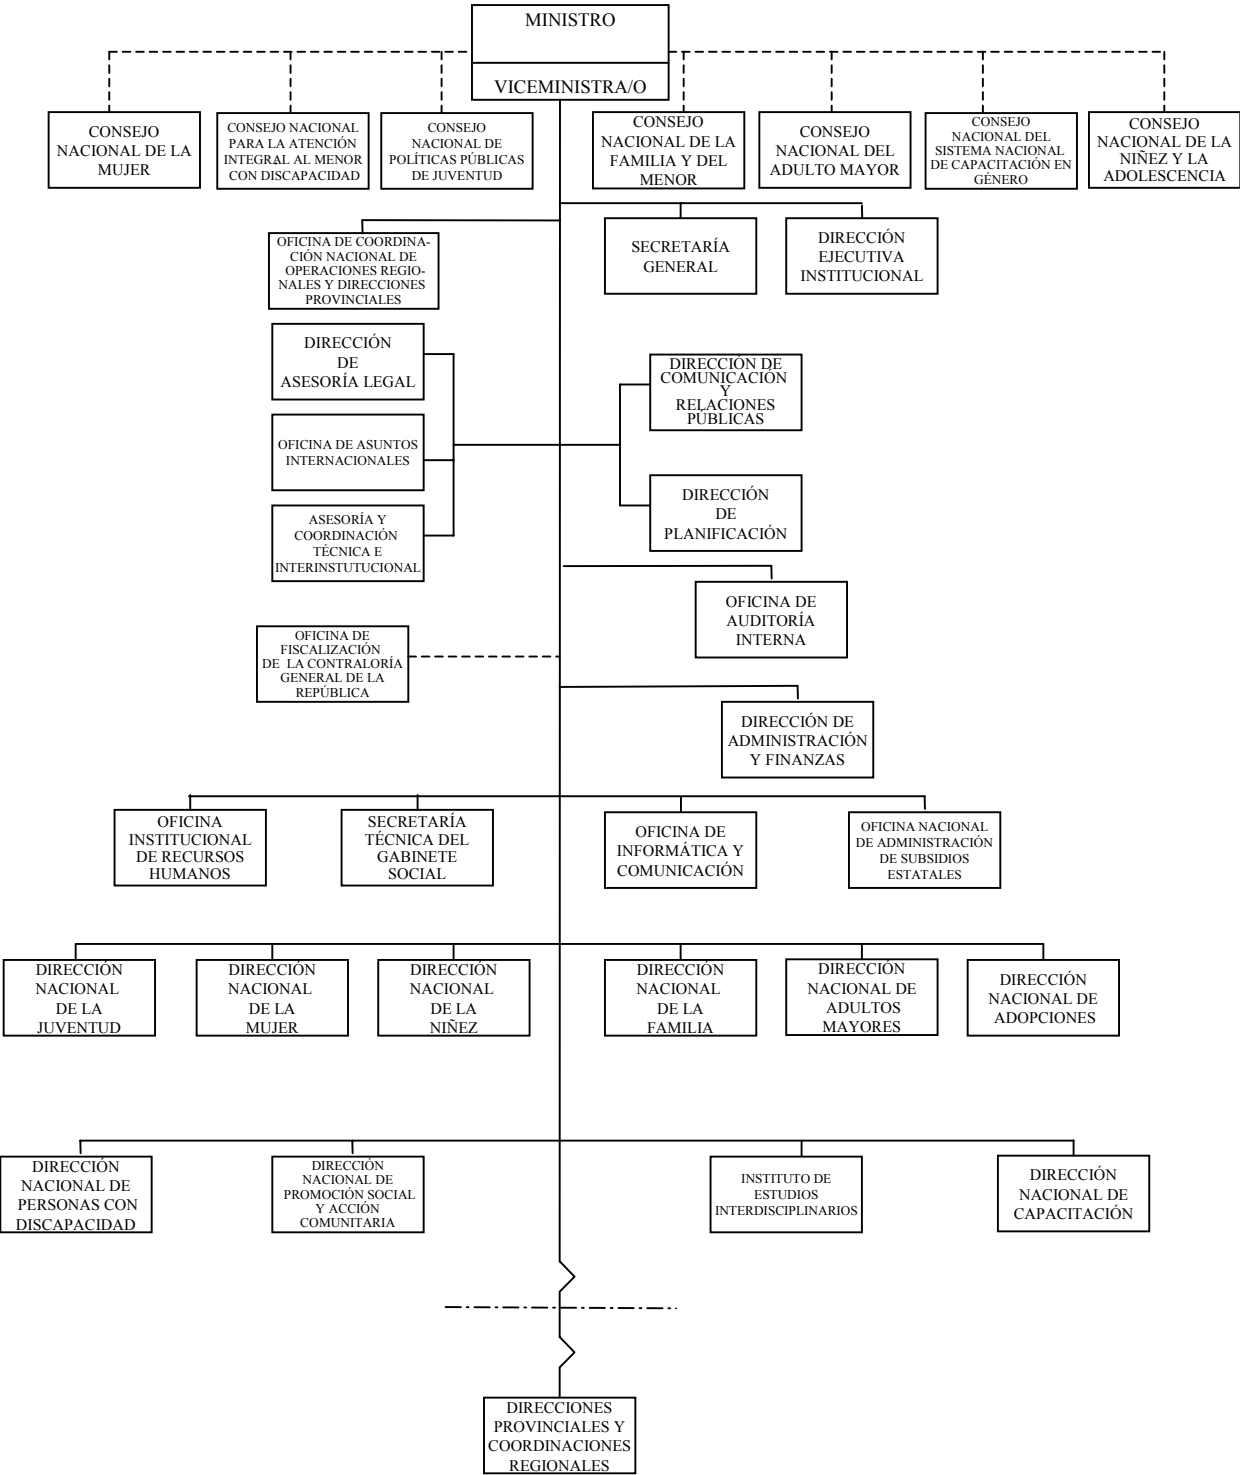 MINISTRO
VICEMINISTRA/O
CONSEJO
NACIONAL DE LA
MUJER
CONSEJO NACIONAL
PARA LA ATENCIÓN
INTEGRAL AL MENOR
CON DISCAPACIDAD
CONSEJO
NACIONAL DE
POLÍTICAS PÚBLICAS
DE JUVENTUD
CONSEJO
NACIONAL DE LA
FAMILIA Y DEL
MENOR
CONSEJO
NACIONAL DEL
ADULTO MAYOR
CONSEJO
NACIONAL DEL
SISTEMA NACIONAL
DE CAPACITACIÓN EN
GÉNERO
CONSEJO
NACIONAL DE LA
NIÑEZ Y LA
ADOLESCENCIA
OFICINA DE COORDINA-
CIÓN NACIONAL DE
OPERACIONES REGIO-
NALES Y DIRECCIONES
PROVINCIALES
SECRETARÍA
GENERAL
DIRECCIÓN
EJECUTIVA
INSTITUCIONAL
DIRECCIÓN
DE
ASESORÍA LEGAL
OFICINA DE ASUNTOS
INTERNACIONALES
ASESORÍA Y
COORDINACIÓN
TÉCNICA E
INTERINSTUTUCIONAL
DIRECCIÓN DE
COMUNICACIÓN
Y
RELACIONES
PÚBLICAS
DIRECCIÓN
DE
PLANIFICACIÓN
OFICINA DE
AUDITORÍA
INTERNA
OFICINA DE
FISCALIZACIÓN
DE LA CONTRALORÍA
GENERAL DE LA
REPÚBLICA
DIRECCIÓN DE
ADMINISTRACIÓN
Y FINANZAS
OFICINA
INSTITUCIONAL
DE RECURSOS
HUMANOS
SECRETARÍA
TÉCNICA DEL
GABINETE
SOCIAL
OFICINA DE
INFORMÁTICA Y
COMUNICACIÓN
OFICINA NACIONAL
DE ADMINISTRACIÓN
DE SUBSIDIOS
ESTATALES
DIRECCIÓN
NACIONAL
DE LA
JUVENTUD
DIRECCIÓN
NACIONAL
DE LA
MUJER
DIRECCIÓN
NACIONAL
DE LA
NIÑEZ
DIRECCIÓN
NACIONAL
DE LA
FAMILIA
DIRECCIÓN
NACIONAL DE
ADULTOS
MAYORES
DIRECCIÓN
NACIONAL DE
ADOPCIONES
DIRECCIÓN
NACIONAL DE
PERSONAS CON
DISCAPACIDAD
DIRECCIÓN
NACIONAL DE
PROMOCIÓN SOCIAL
Y ACCIÓN
COMUNITARIA
INSTITUTO DE
ESTUDIOS
INTERDISCIPLINARIOS
DIRECCIÓN
NACIONAL DE
CAPACITACIÓN
DIRECCIONES
PROVINCIALES Y
COORDINACIONES
REGIONALES